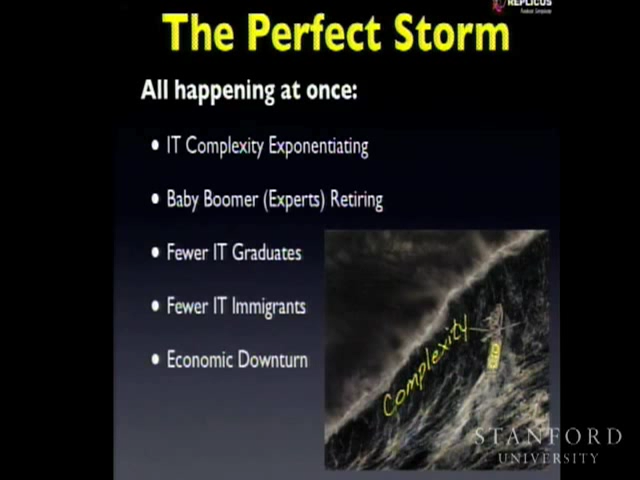 REPLICUS
The Perfect Storm
All happening at once:
• IT Complexity Exponentiating
• Baby Boomer (Experts) Retiring
• Fewer IT Graduates
• Fewer IT Immigrants
• Economic Downturn
Complexity
STANFORD
UNIVERSITY